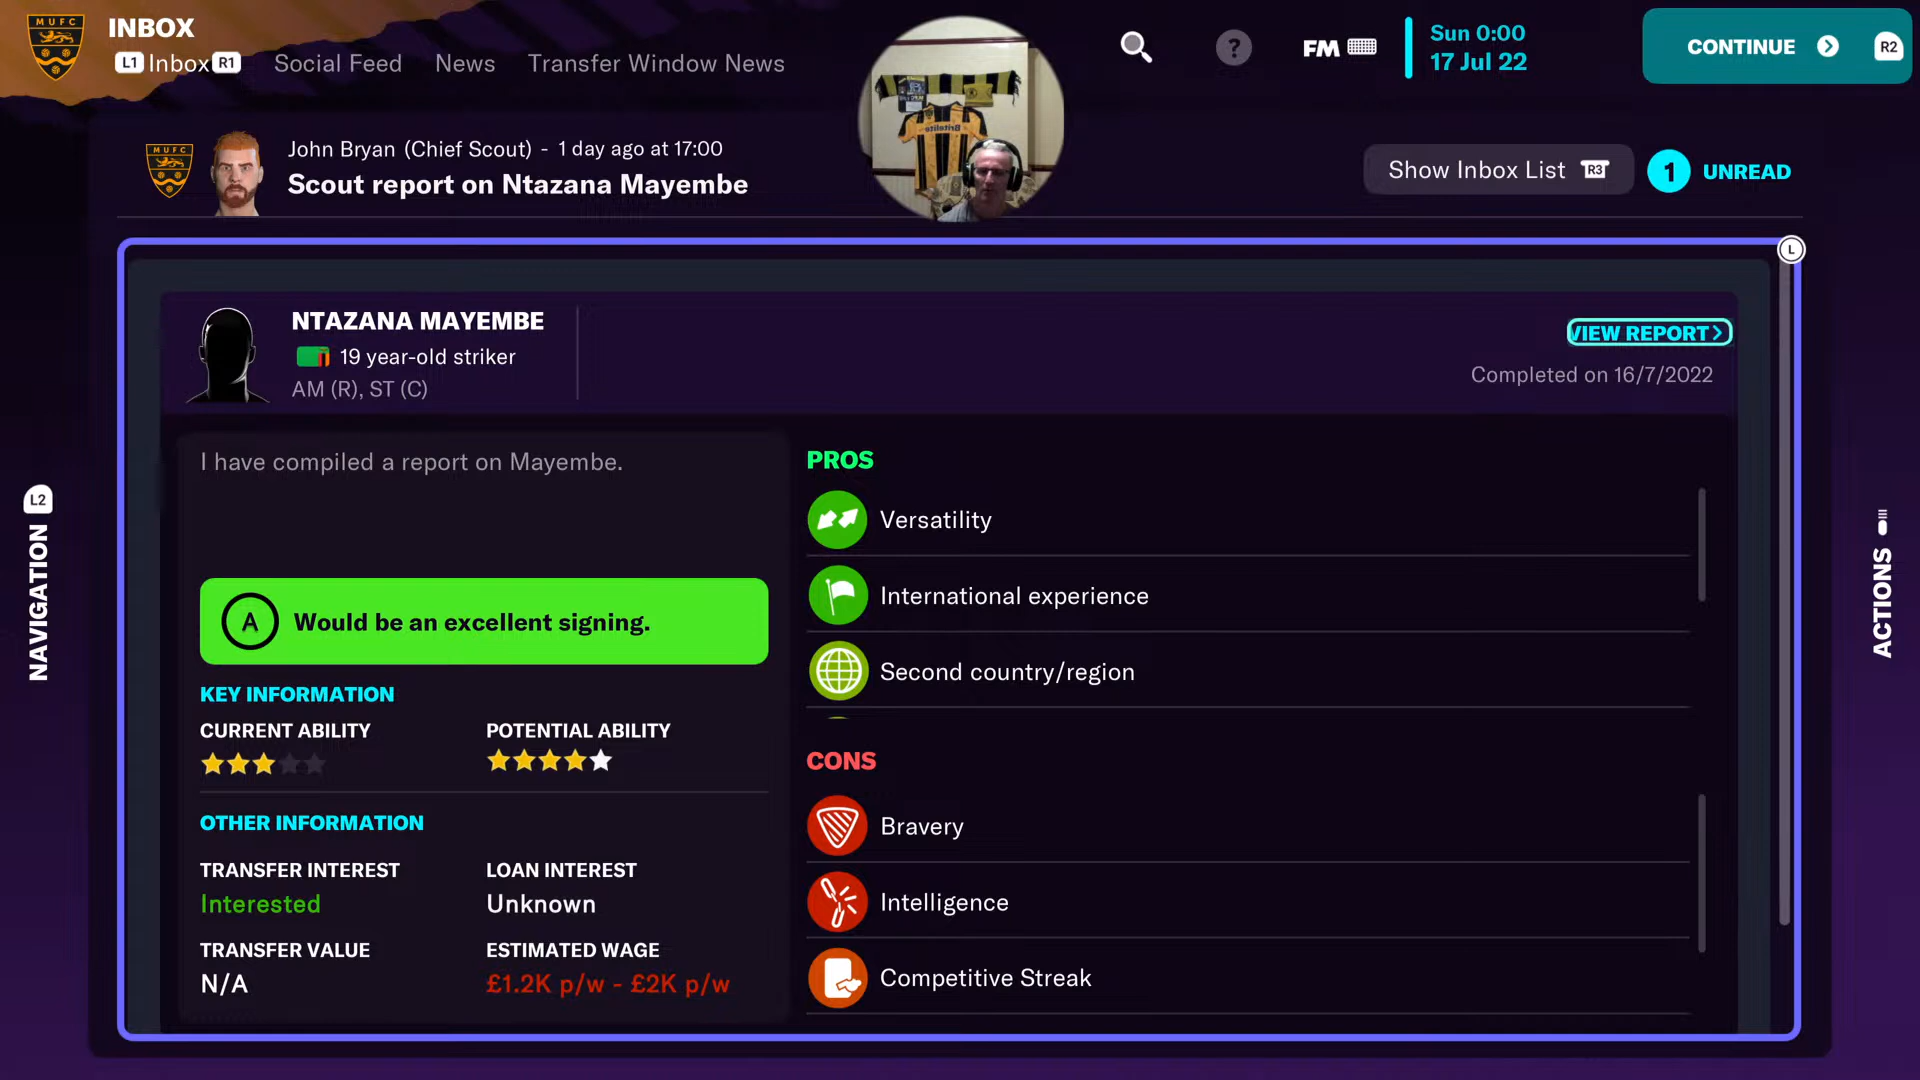 MUFC
INBOX
L1 Inbox R1 Social Feed News Transfer Window News
FM
Sun 0:00
17 Jul 22
CONTINUE R2
MUFC
John Bryan (Chief Scout) - 1 day ago at 17:00
Scout report on Ntazana Mayembe
Britelite
Show Inbox List R3
1 UNREAD
L
NTAZANA MAYEMBE
19 year-old striker
AM (R), ST (C)
VIEW REPORT>
Completed on 16/7/2022
I have compiled a report on Mayembe.
A Would be an excellent signing.
KEY INFORMATION
CURRENT ABILITY
POTENTIAL ABILITY
OTHER INFORMATION
TRANSFER INTEREST
Interested
LOAN INTEREST
Unknown
TRANSFER VALUE
N/A
ESTIMATED WAGE
£1.2K p/w - £2K p/w
PROS
Versatility
International experience
Second country/region
CONS
Bravery
Intelligence
Competitive Streak
L2
NAVIGATION
ACTIONS